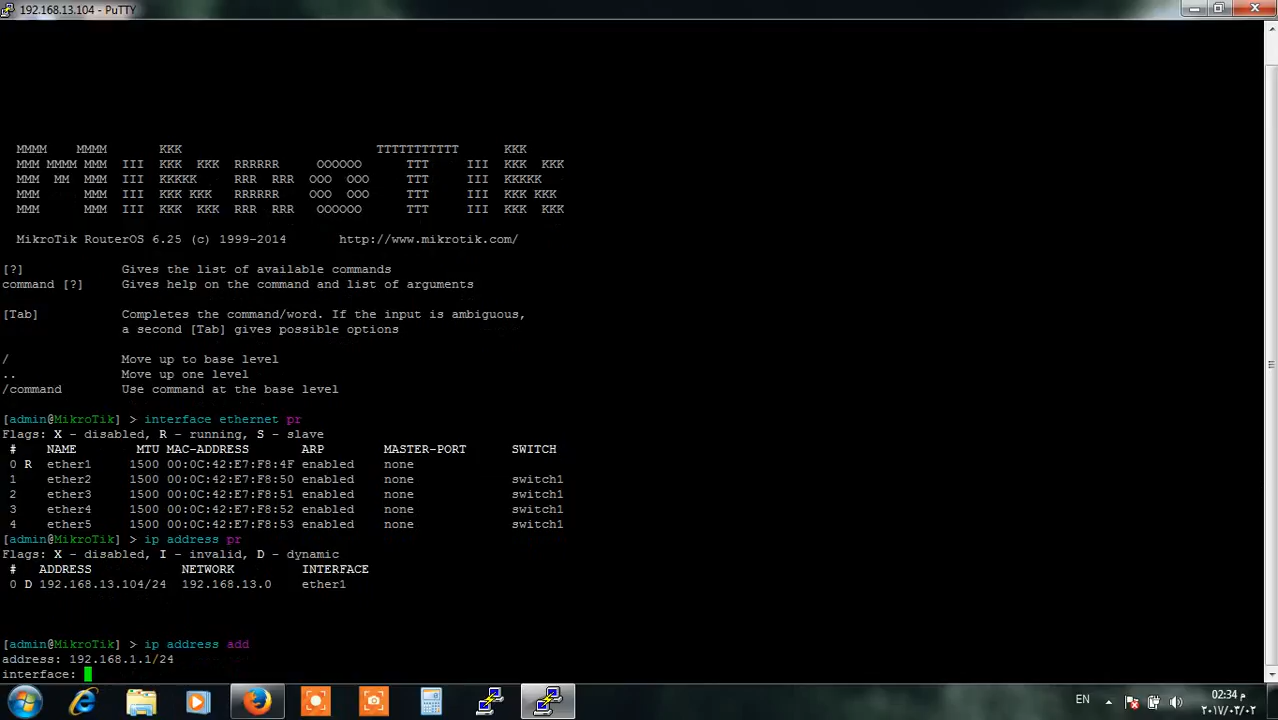 192.168.13.104 - PuTTY
MMMM    MMMM       KKK                          TTTTTTTTTTT      KKK
MMM MMMM MMM  III  KKK  KKK  RRRRRR     OOOOOO      TTT     III  KKK  KKK
MMM  MM  MMM  III  KKKKK     RRR  RRR  OOO  OOO     TTT     III  KKKKK
MMM      MMM  III  KKK KKK   RRRRRR    OOO  OOO     TTT     III  KKK KKK
MMM      MMM  III  KKK  KKK  RRR  RRR   OOOOOO      TTT     III  KKK  KKK
MikroTik RouterOS 6.25 (c) 1999-2014       http://www.mikrotik.com/
[?]             Gives the list of available commands
command [?]     Gives help on the command and list of arguments
[Tab]           Completes the command/word. If the input is ambiguous,
a second [Tab] gives possible options
/               Move up to base level
..              Move up one level
/command        Use command at the base level
[admin@MikroTik] > interface ethernet pr
Flags: X - disabled, R - running, S - slave
#    NAME        MTU MAC-ADDRESS       ARP        MASTER-PORT      SWITCH
0 R  ether1     1500 00:0C:42:E7:F8:4F enabled    none
1    ether2     1500 00:0C:42:E7:F8:50 enabled    none             switch1
2    ether3     1500 00:0C:42:E7:F8:51 enabled    none             switch1
3    ether4     1500 00:0C:42:E7:F8:52 enabled    none             switch1
4    ether5     1500 00:0C:42:E7:F8:53 enabled    none             switch1
[admin@MikroTik] > ip address pr
Flags: X - disabled, I - invalid, D - dynamic
#   ADDRESS            NETWORK         INTERFACE
0 D 192.168.13.104/24  192.168.13.0    ether1
[admin@MikroTik] > ip address add
address: 192.168.1.1/24
interface:
EN
02:34 م
٢٠١٧/٠٣/٠٢